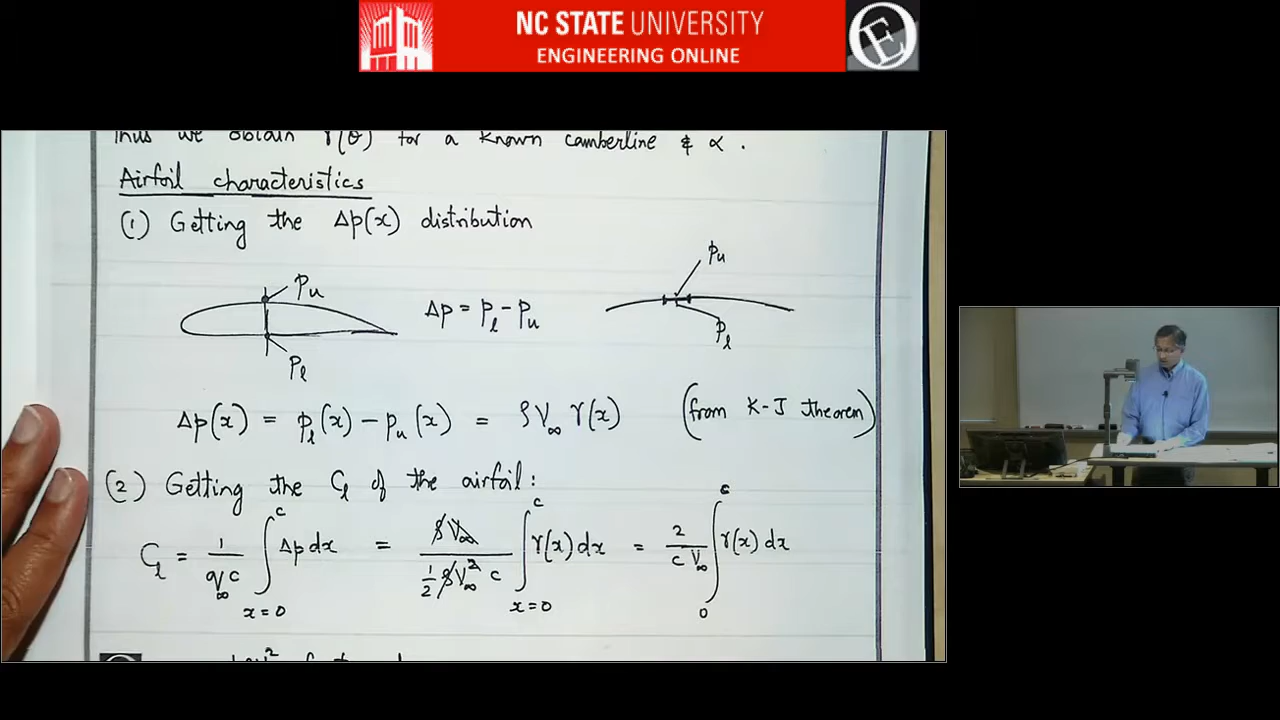 NC STATE UNIVERSITY
ENGINEERING ONLINE
Thus we obtain γ(θ) for a known camberline & α.
Airfoil characteristics
(1) Getting the Δp(x) distribution
Pu
Pl
Δp = Pl - Pu
Pu
Pl
Δp(x) = Pl(x) - Pu(x) = ρV∞ γ(x) (from K-J theorem)
(2) Getting the Cl of the airfoil:
Cl = 1/(q∞ c) ∫_{x=0}^{c} Δp dx = ρV∞/(½ρV∞² c) ∫_{x=0}^{c} γ(x) dx = 2/(c V∞) ∫_{0}^{c} γ(x) dx